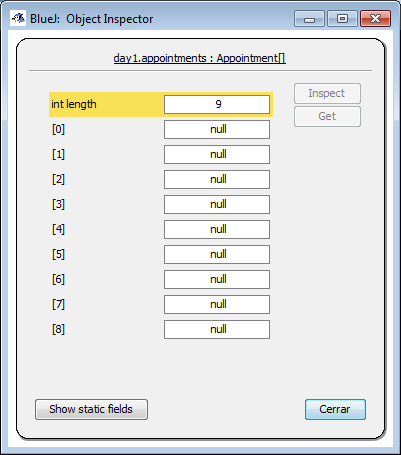 BlueJ: Object Inspector
day1.appointments : Appointment[]
int length 9
Inspect
[0] null
Get
[1] null
[2] null
[3] null
[4] null
[5] null
[6] null
[7] null
[8] null
Show static fields
Cerrar